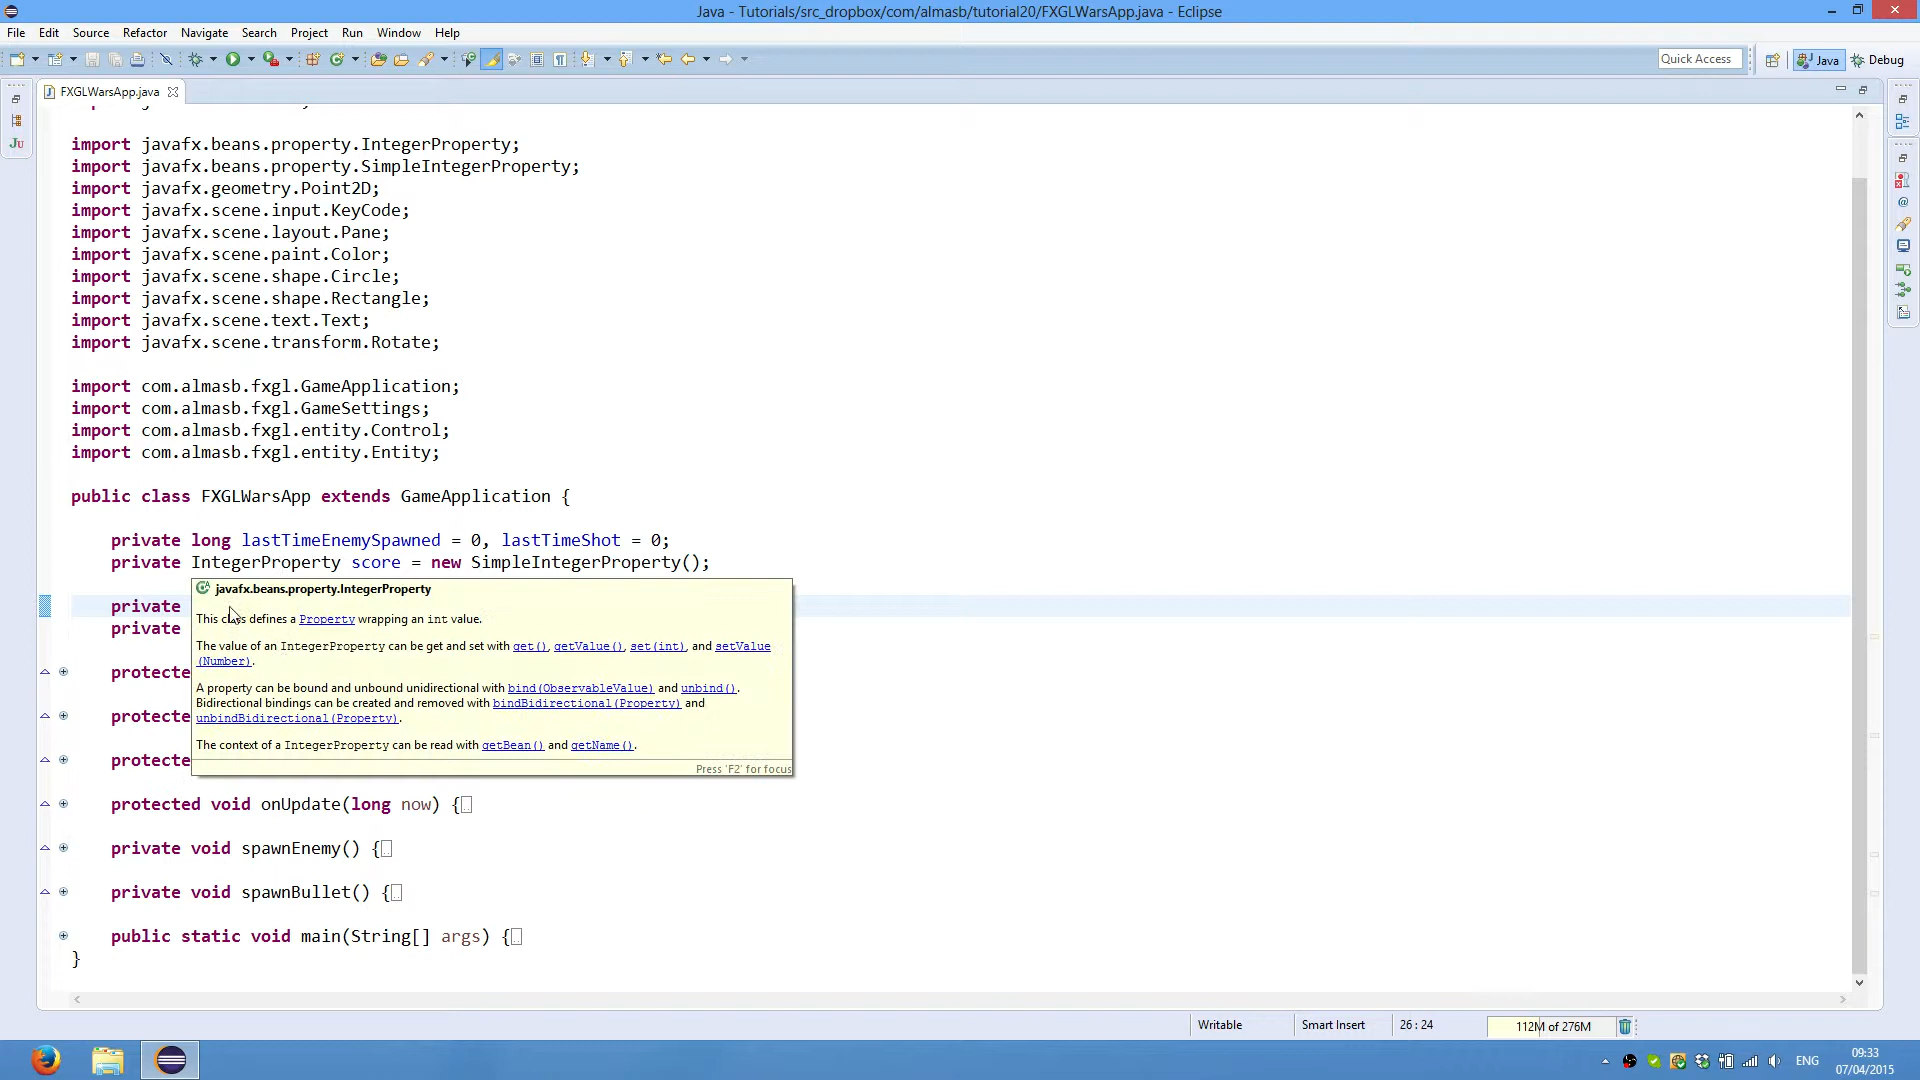 Java - Tutorials/src_dropbox/com/almasb/tutorial20/FXGLWarsApp.java - Eclipse
File Edit Source Refactor Navigate Search Project Run Window Help
Quick Access Java Debug
FXGLWarsApp.java
import javafx.beans.property.IntegerProperty;
import javafx.beans.property.SimpleIntegerProperty;
import javafx.geometry.Point2D;
import javafx.scene.input.KeyCode;
import javafx.scene.layout.Pane;
import javafx.scene.paint.Color;
import javafx.scene.shape.Circle;
import javafx.scene.shape.Rectangle;
import javafx.scene.text.Text;
import javafx.scene.transform.Rotate;
import com.almasb.fxgl.GameApplication;
import com.almasb.fxgl.GameSettings;
import com.almasb.fxgl.entity.Control;
import com.almasb.fxgl.entity.Entity;
public class FXGLWarsApp extends GameApplication {
private long lastTimeEnemySpawned = 0, lastTimeShot = 0;
private IntegerProperty score = new SimpleIntegerProperty();
private
private
protecte
protecte
protecte
javafx.beans.property.IntegerProperty
This class defines a Property wrapping an int value.
The value of an IntegerProperty can be get and set with get(), getValue(), set(int), and setValue
(Number).
A property can be bound and unbound unidirectional with bind(ObservableValue) and unbind().
Bidirectional bindings can be created and removed with bindBidirectional(Property) and
unbindBidirectional(Property).
The context of a IntegerProperty can be read with getBean() and getName().
Press 'F2' for focus
protected void onUpdate(long now) {
private void spawnEnemy() {
private void spawnBullet() {
public static void main(String[] args) {
}
Writable Smart Insert 26 : 24 112M of 276M
ENG
09:33
07/04/2015